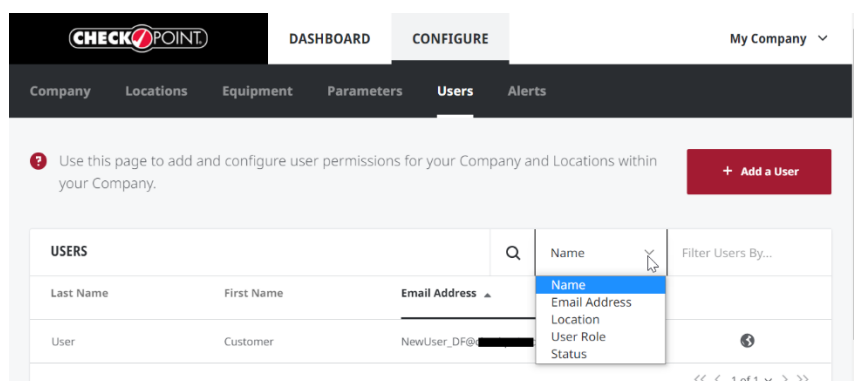 CHECKPOINT.
DASHBOARD CONFIGURE My Company
Company Locations Equipment Parameters Users Alerts
? Use this page to add and configure user permissions for your Company and Locations within
your Company.
+ Add a User
USERS Name Filter Users By...
Last Name First Name Email Address
Name
Email Address
Location
User Role
Status
User Customer NewUser_DF@
1 of 1